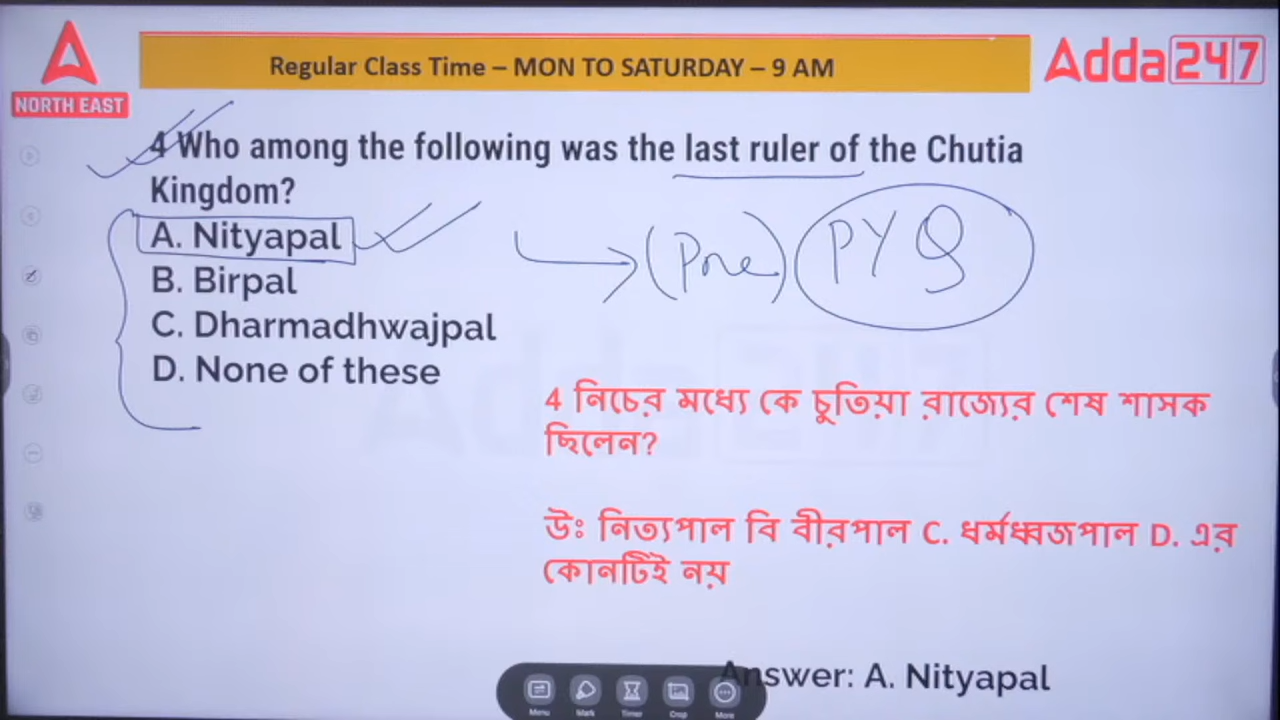 Regular Class Time – MON TO SATURDAY – 9 AM
Adda 247
NORTH EAST
4 Who among the following was the last ruler of the Chutia
Kingdom?
A. Nityapal
B. Birpal
C. Dharmadhwajpal
D. None of these
(Pre) PYQ
4 নিচের মধ্যে কে চুতিয়া রাজ্যের শেষ শাসক
ছিলেন?
উঃ নিত্যপাল বি বীরপাল C. ধর্মধ্বজপাল D. এর
কোনটিই নয়
Answer: A. Nityapal
Menu Mark Timer Crop More